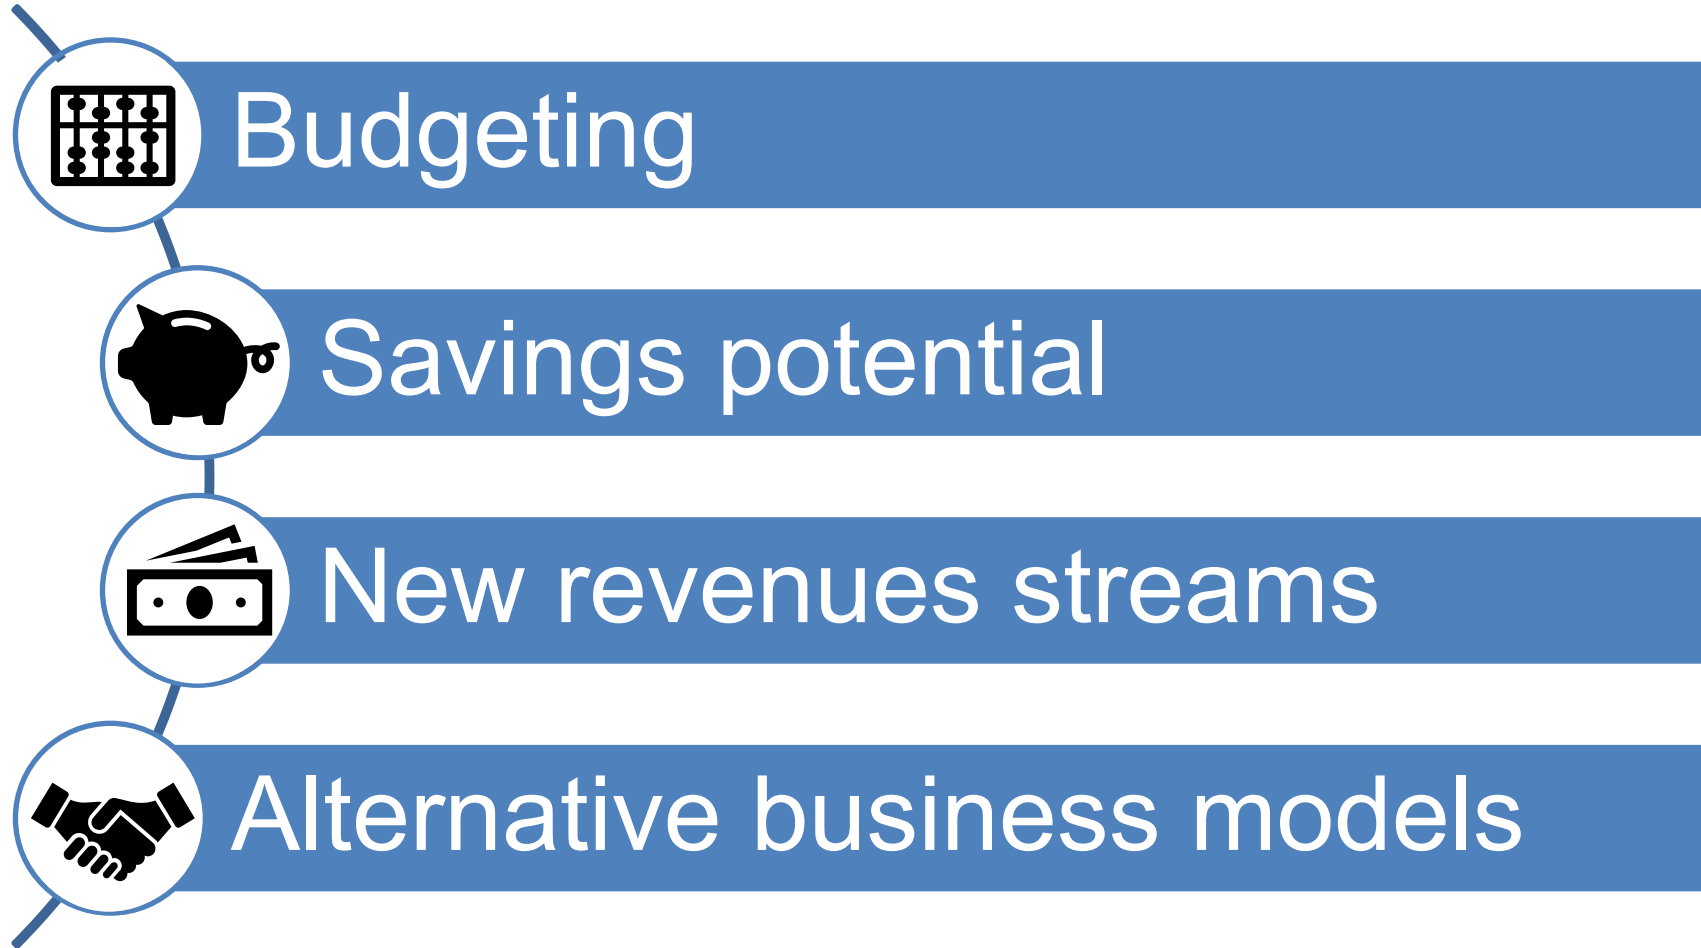 Budgeting
Savings potential
New revenues streams
Alternative business models